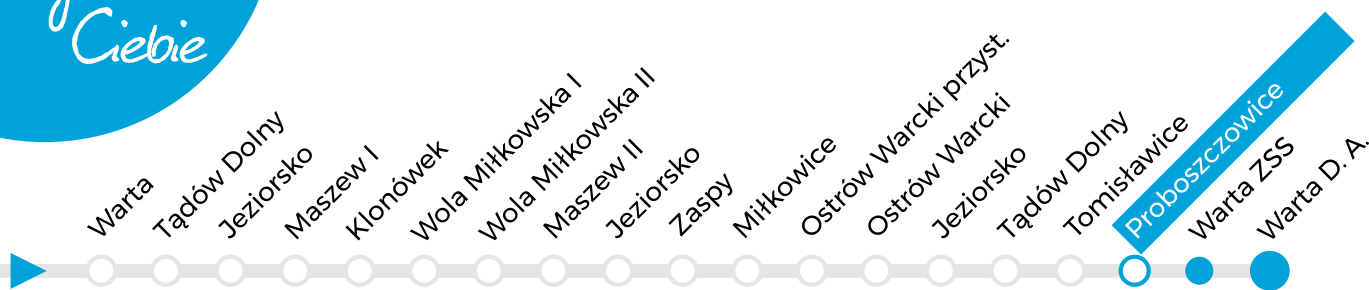 Ciebie
Warta
Tądów Dolny
Jeziorsko
Maszew I
Klonówek
Wola Miłkowska I
Wola Miłkowska II
Maszew II
Jeziorsko
Zaspy
Miłkowice
Ostrów Warcki przyst.
Ostrów Warcki
Jeziorsko
Tądów Dolny
Tomisławice
Proboszczowice
Warta ZSS
Warta D. A.